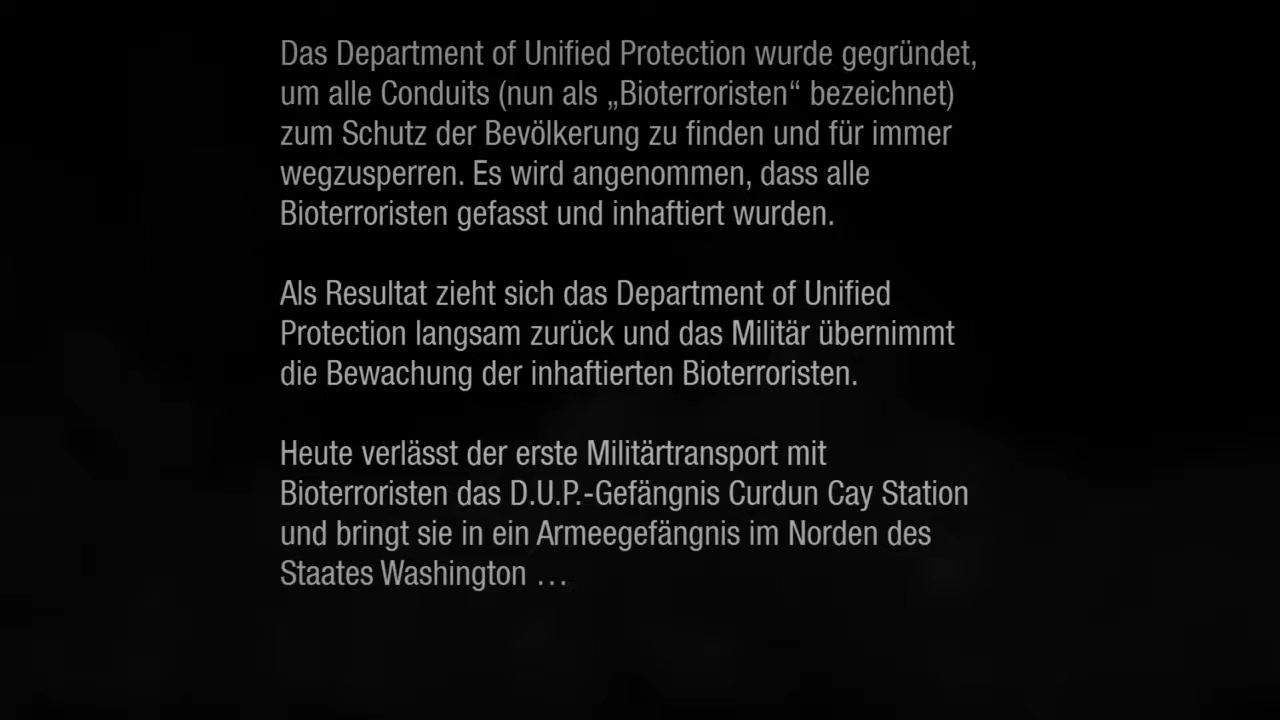 Das Department of Unified Protection wurde gegründet,
um alle Conduits (nun als „Bioterroristen“ bezeichnet)
zum Schutz der Bevölkerung zu finden und für immer
wegzusperren. Es wird angenommen, dass alle
Bioterroristen gefasst und inhaftiert wurden.
Als Resultat zieht sich das Department of Unified
Protection langsam zurück und das Militär übernimmt
die Bewachung der inhaftierten Bioterroristen.
Heute verlässt der erste Militärtransport mit
Bioterroristen das D.U.P.-Gefängnis Curdun Cay Station
und bringt sie in ein Armeegefängnis im Norden des
Staates Washington …